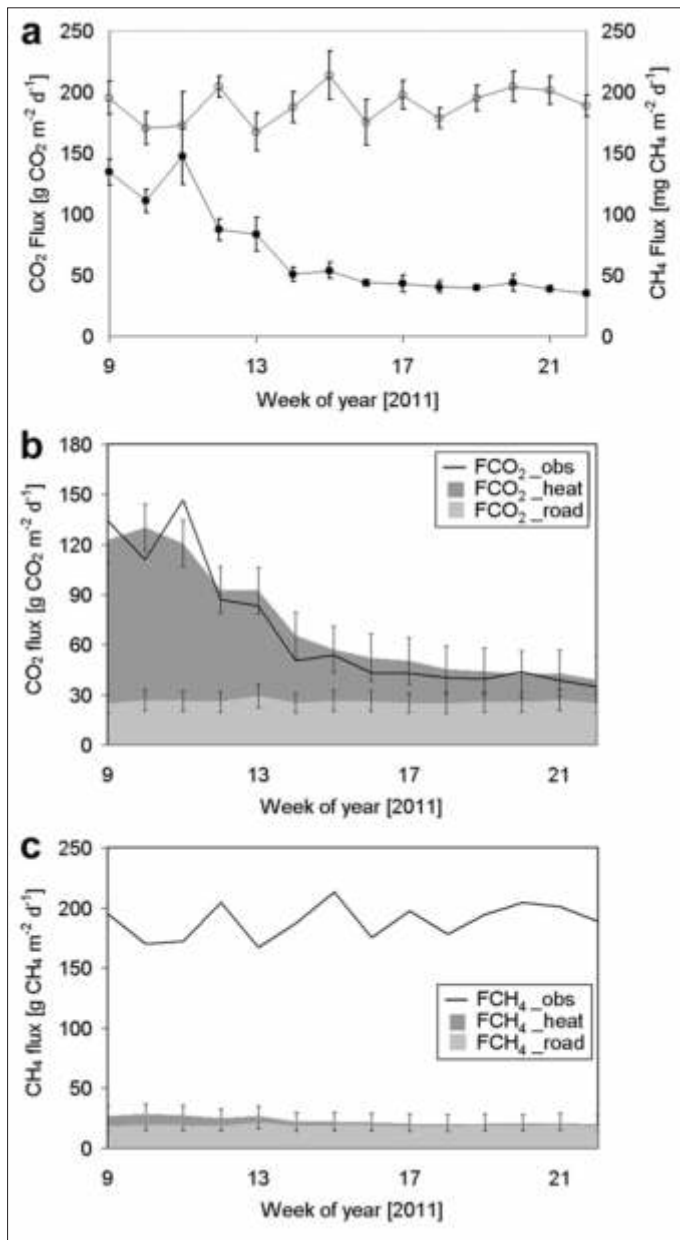 a
250
200
150
100
50
0
CO₂ Flux [g CO₂ m⁻² d⁻¹]
250
200
150
100
50
0
CH₄ Flux [mg CH₄ m⁻² d⁻¹]
9 13 17 21
Week of year [2011]
b
180
150
120
90
60
30
0
CO₂ flux [g CO₂ m⁻² d⁻¹]
FCO₂_obs
FCO₂_heat
FCO₂_road
9 13 17 21
Week of year [2011]
c
250
200
150
100
50
0
CH₄ flux [g CH₄ m⁻² d⁻¹]
FCH₄_obs
FCH₄_heat
FCH₄_road
9 13 17 21
Week of year [2011]